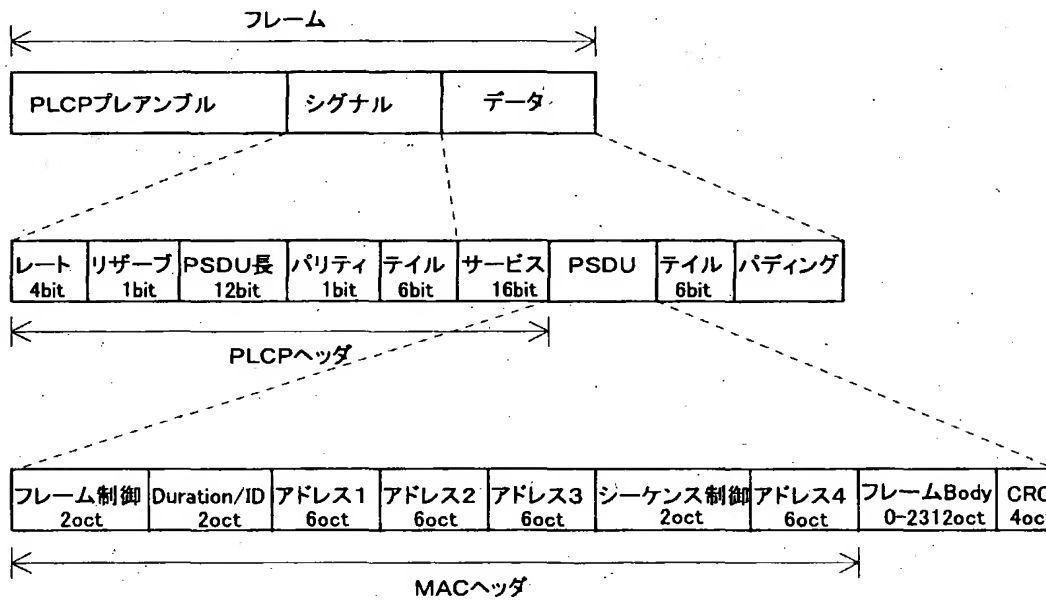 フレーム
PLCPプレアンブル シグナル データ
レート リザーブ PSDU長 パリティ テイル サービス PSDU テイル パディング
4bit 1bit 12bit 1bit 6bit 16bit 6bit
PLCPヘッダ
フレーム制御 Duration/ID アドレス1 アドレス2 アドレス3 シーケンス制御 アドレス4 フレームBody CRC
2oct 2oct 6oct 6oct 6oct 2oct 6oct 0-2312oct 4oct
MACヘッダ